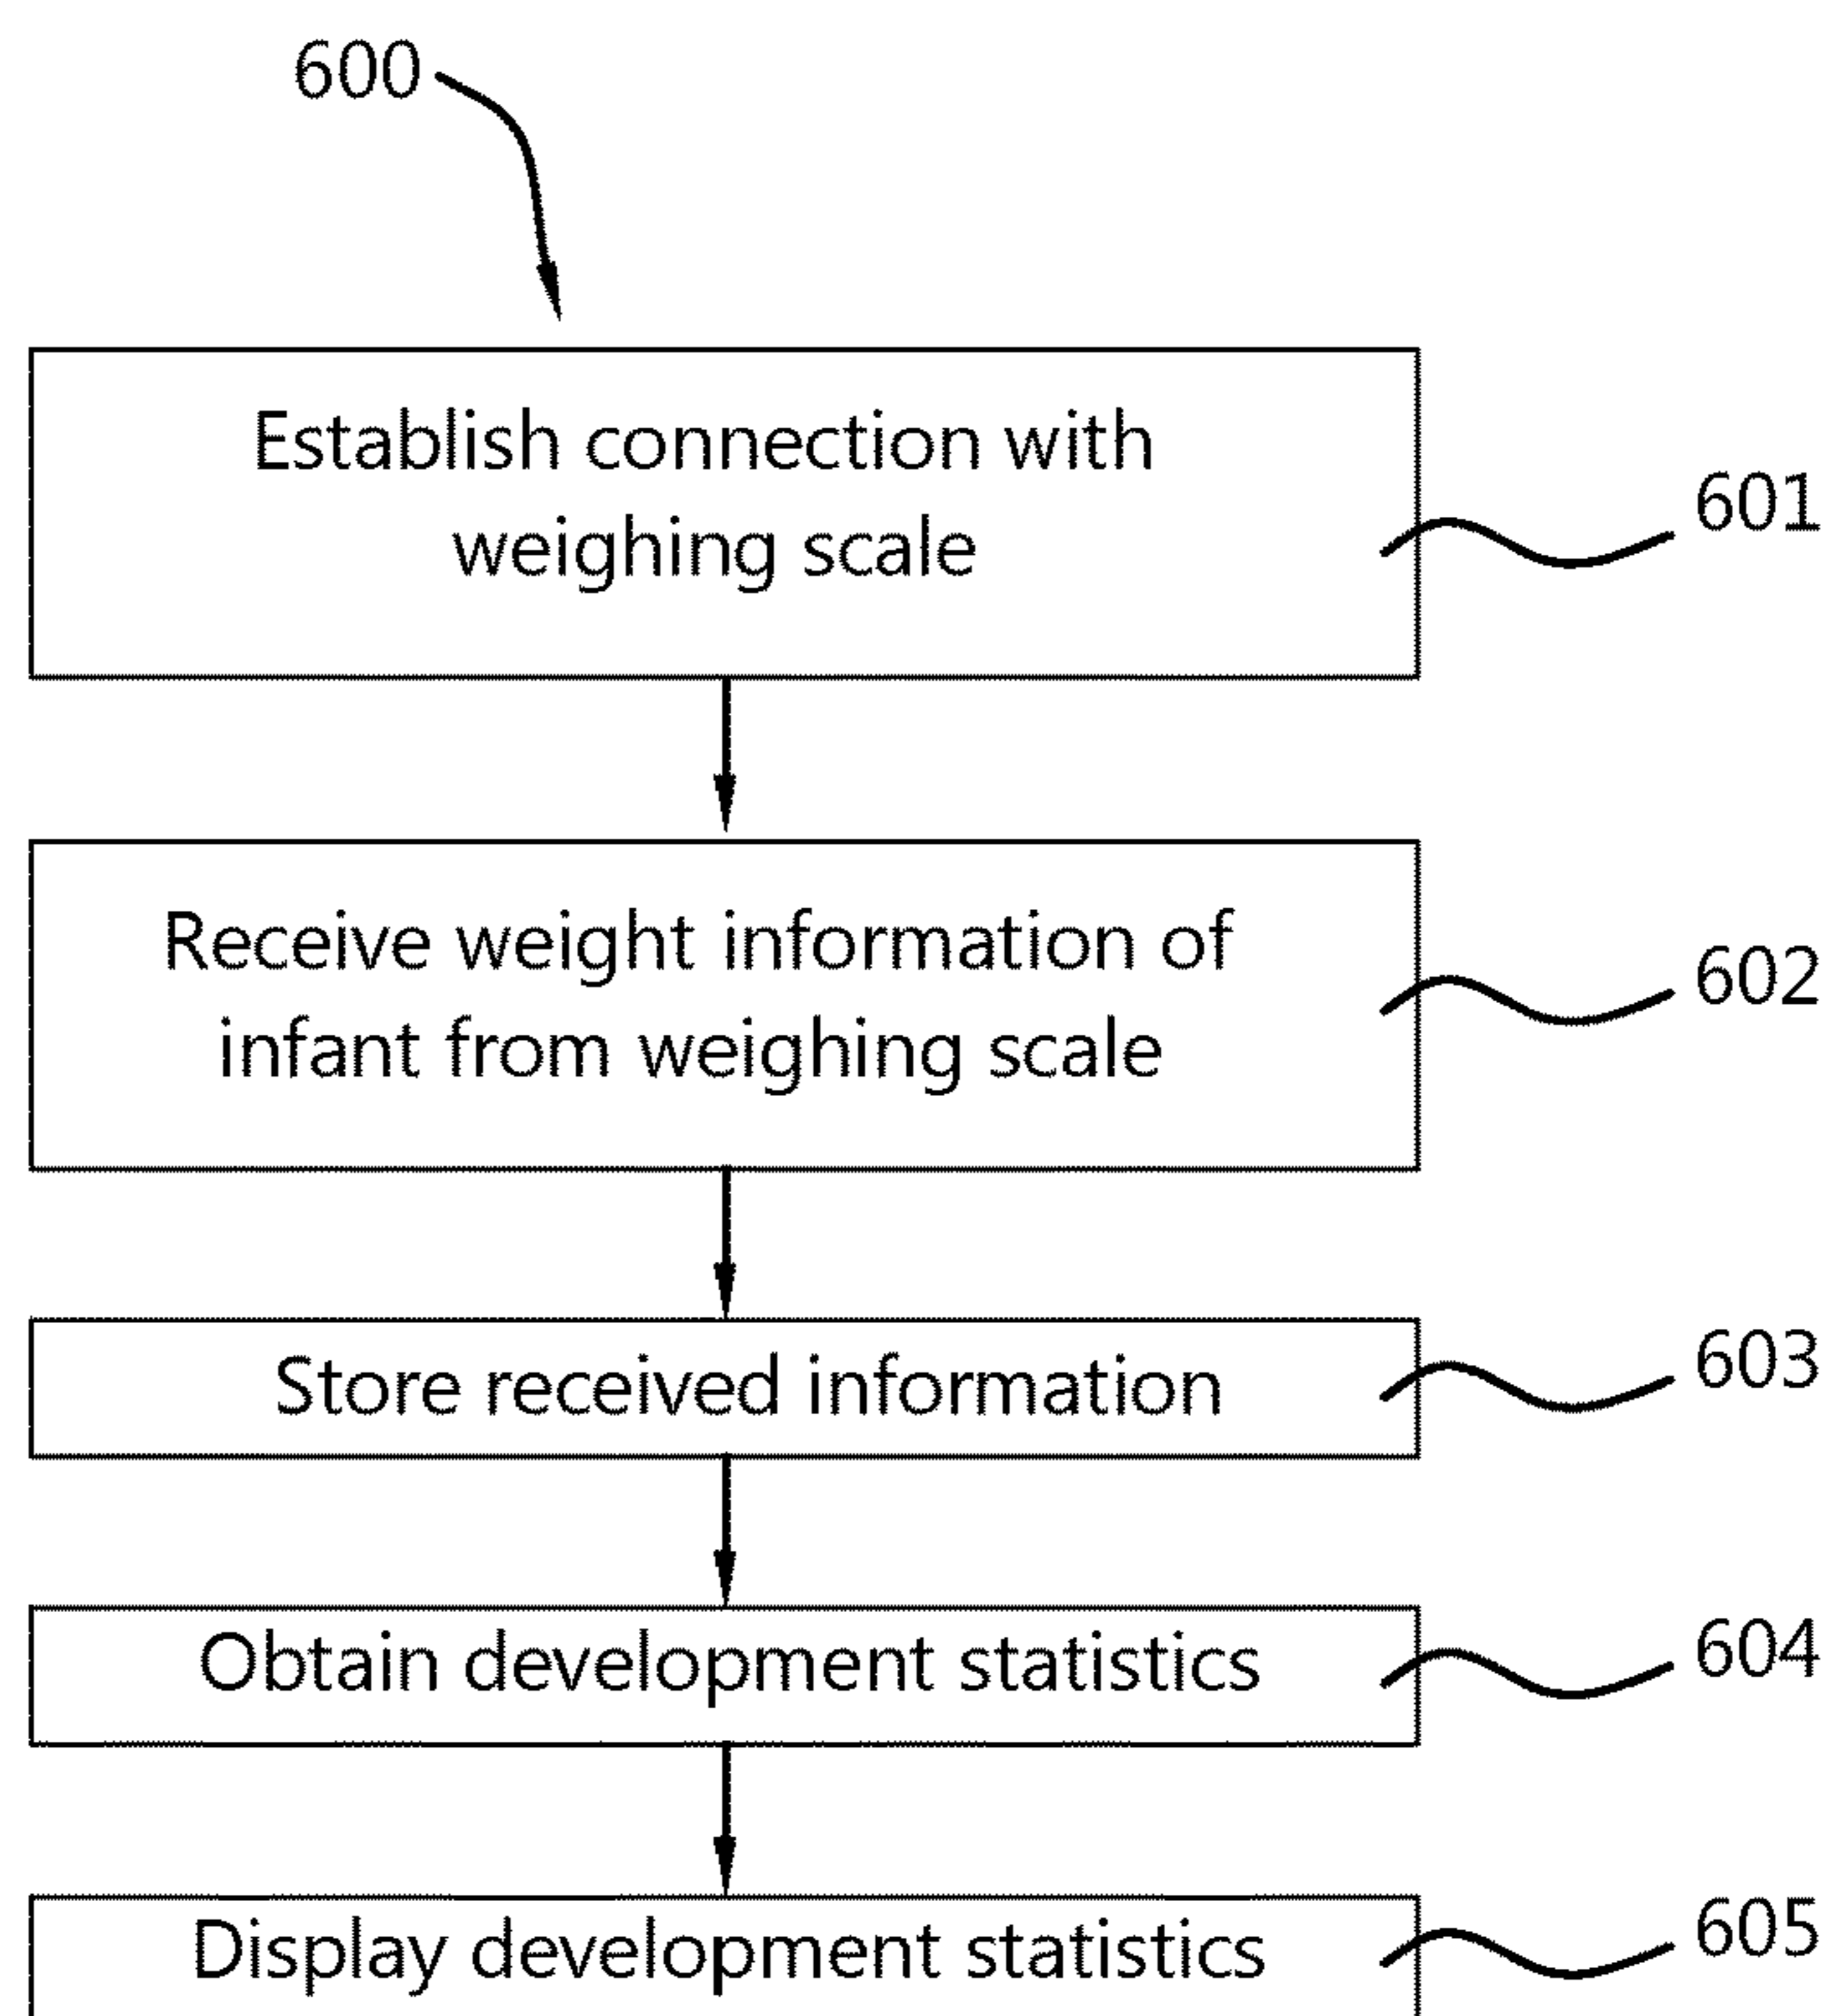 600
Establish connection with
weighing scale
601
Receive weight information of
infant from weighing scale
602
Store received information
603
Obtain development statistics
604
Display development statistics
605